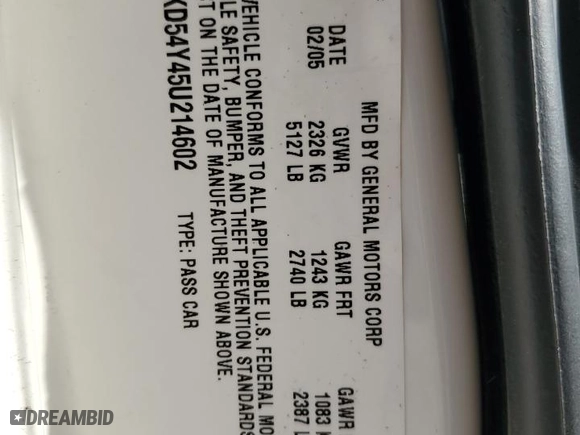 MFD BY GENERAL MOTORS CORP
DATE GVWR GAWR FRT GAWR
02/05 2326 KG 1243 KG 1083
5127 LB 2740 LB 2387
VEHICLE CONFORMS TO ALL APPLICABLE U.S. FEDERAL
SAFETY, BUMPER, AND THEFT PREVENTION STANDARDS
ON THE DATE OF MANUFACTURE SHOWN ABOVE.
KD54Y45U214602 TYPE: PASS CAR
DREAMBID